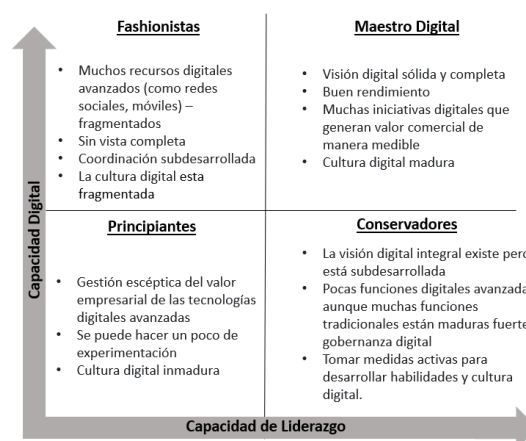 Fashionistas
Muchos recursos digitales
avanzados (como redes
sociales, móviles) –
fragmentados
Sin vista completa
Coordinación subdesarrollada
La cultura digital esta
fragmentada
Maestro Digital
Visión digital sólida y completa
Buen rendimiento
Muchas iniciativas digitales que
generan valor comercial de
manera medible
Cultura digital madura
Principiantes
Gestión escéptica del valor
empresarial de las tecnologías
digitales avanzadas
Se puede hacer un poco de
experimentación
Cultura digital inmadura
Conservadores
La visión digital integral existe pero
está subdesarrollada
Pocas funciones digitales avanzada
aunque muchas funciones
tradicionales están maduras fuerte
gobernanza digital
Tomar medidas activas para
desarrollar habilidades y cultura
digital.
Capacidad Digital
Capacidad de Liderazgo